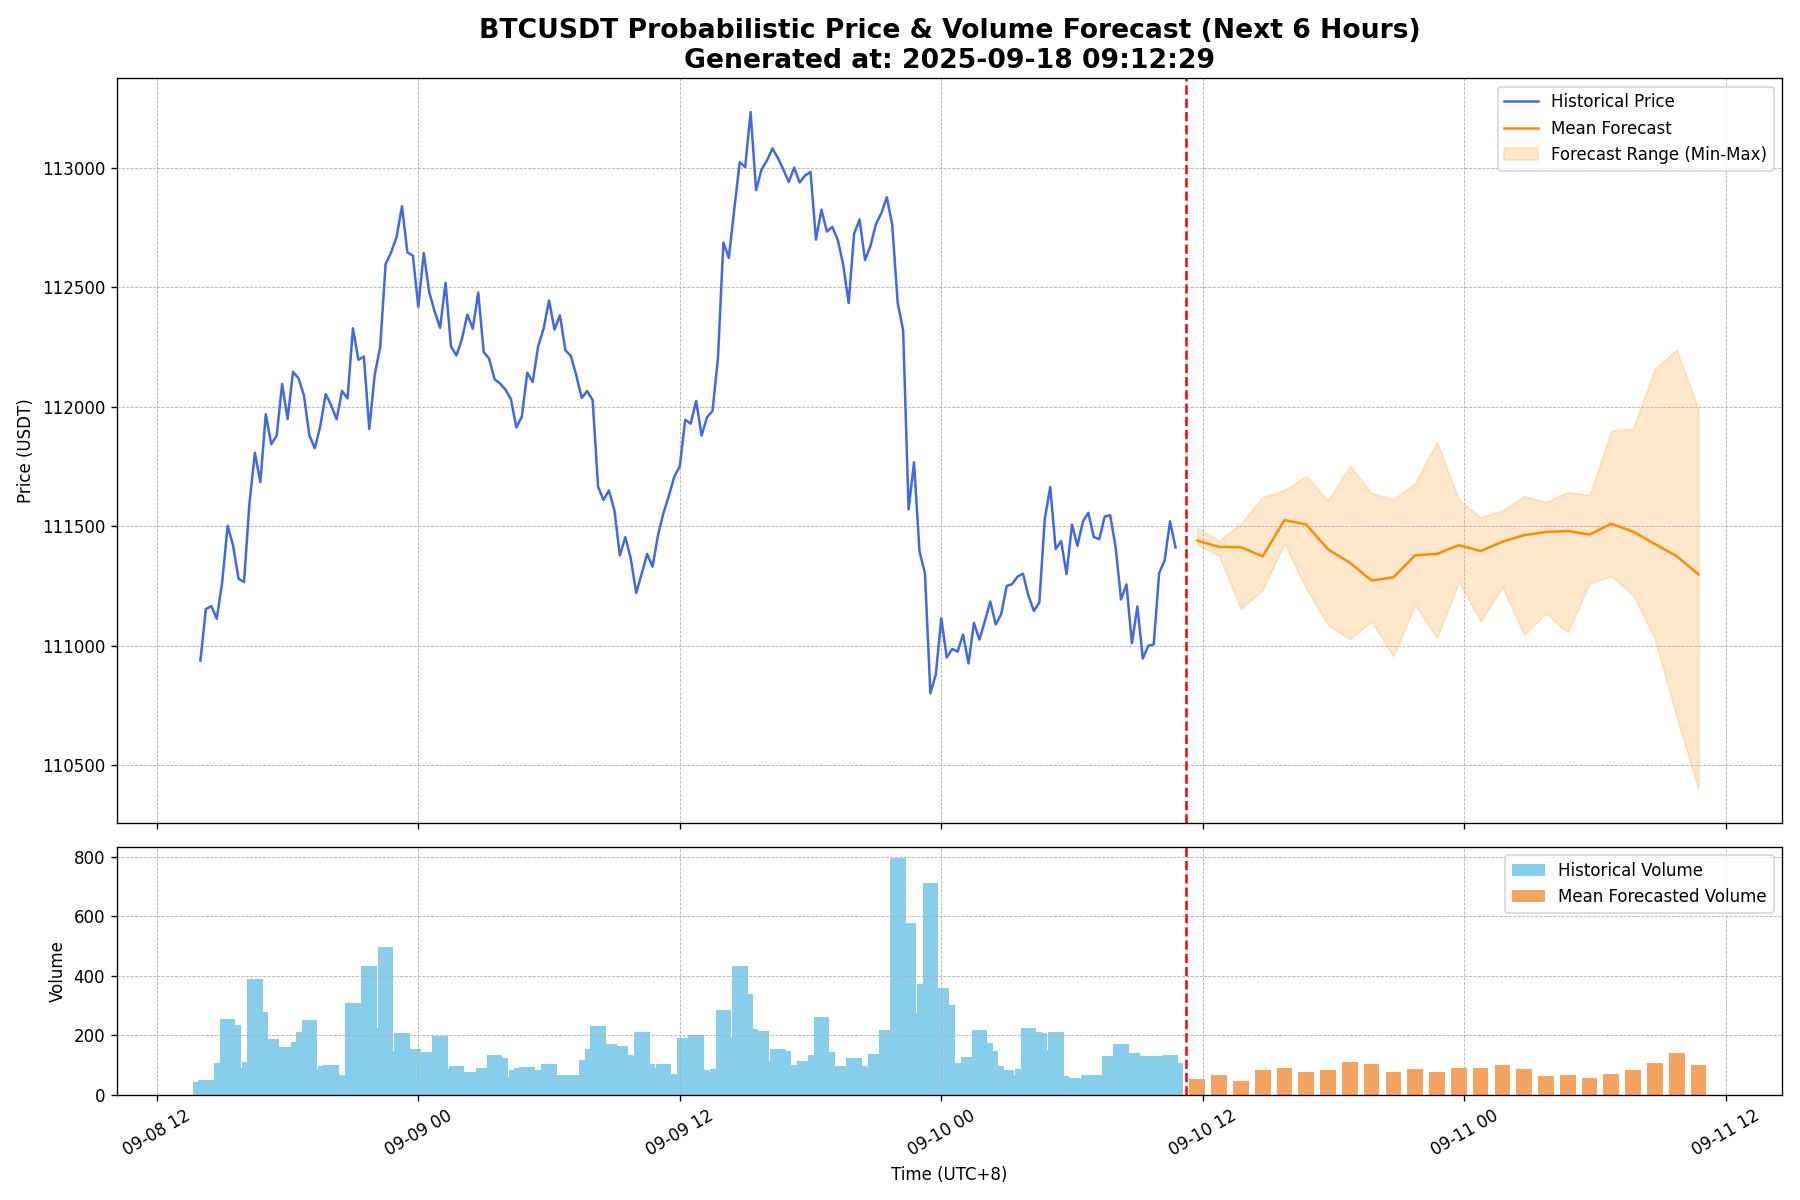 BTCUSDT Probabilistic Price & Volume Forecast (Next 6 Hours)
Generated at: 2025-09-18 09:12:29
Historical Price
Mean Forecast
Forecast Range (Min-Max)
Price (USDT)
113000
112500
112000
111500
111000
110500
Historical Volume
Mean Forecasted Volume
Volume
800
600
400
200
0
09-08 12
09-09 00
09-09 12
09-10 00
09-10 12
09-11 00
09-11 12
Time (UTC+8)